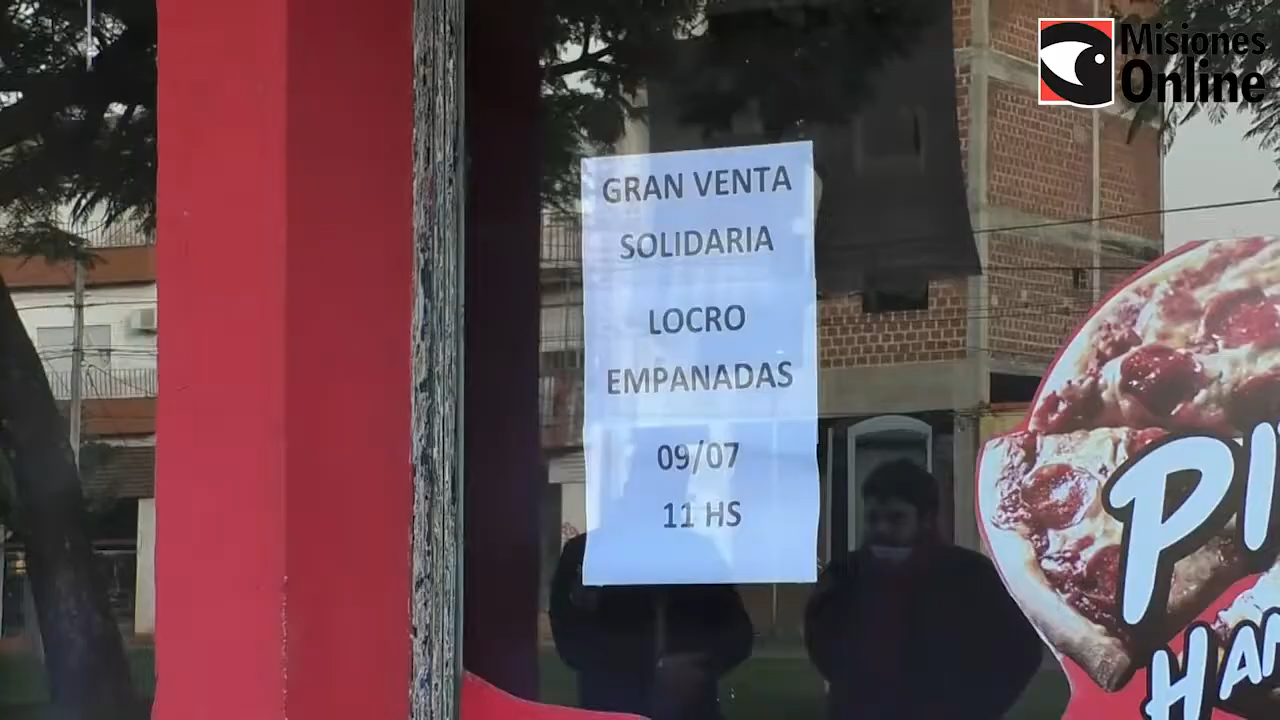 Misiones
Online
GRAN VENTA
SOLIDARIA
LOCRO
EMPANADAS
09/07
11 HS